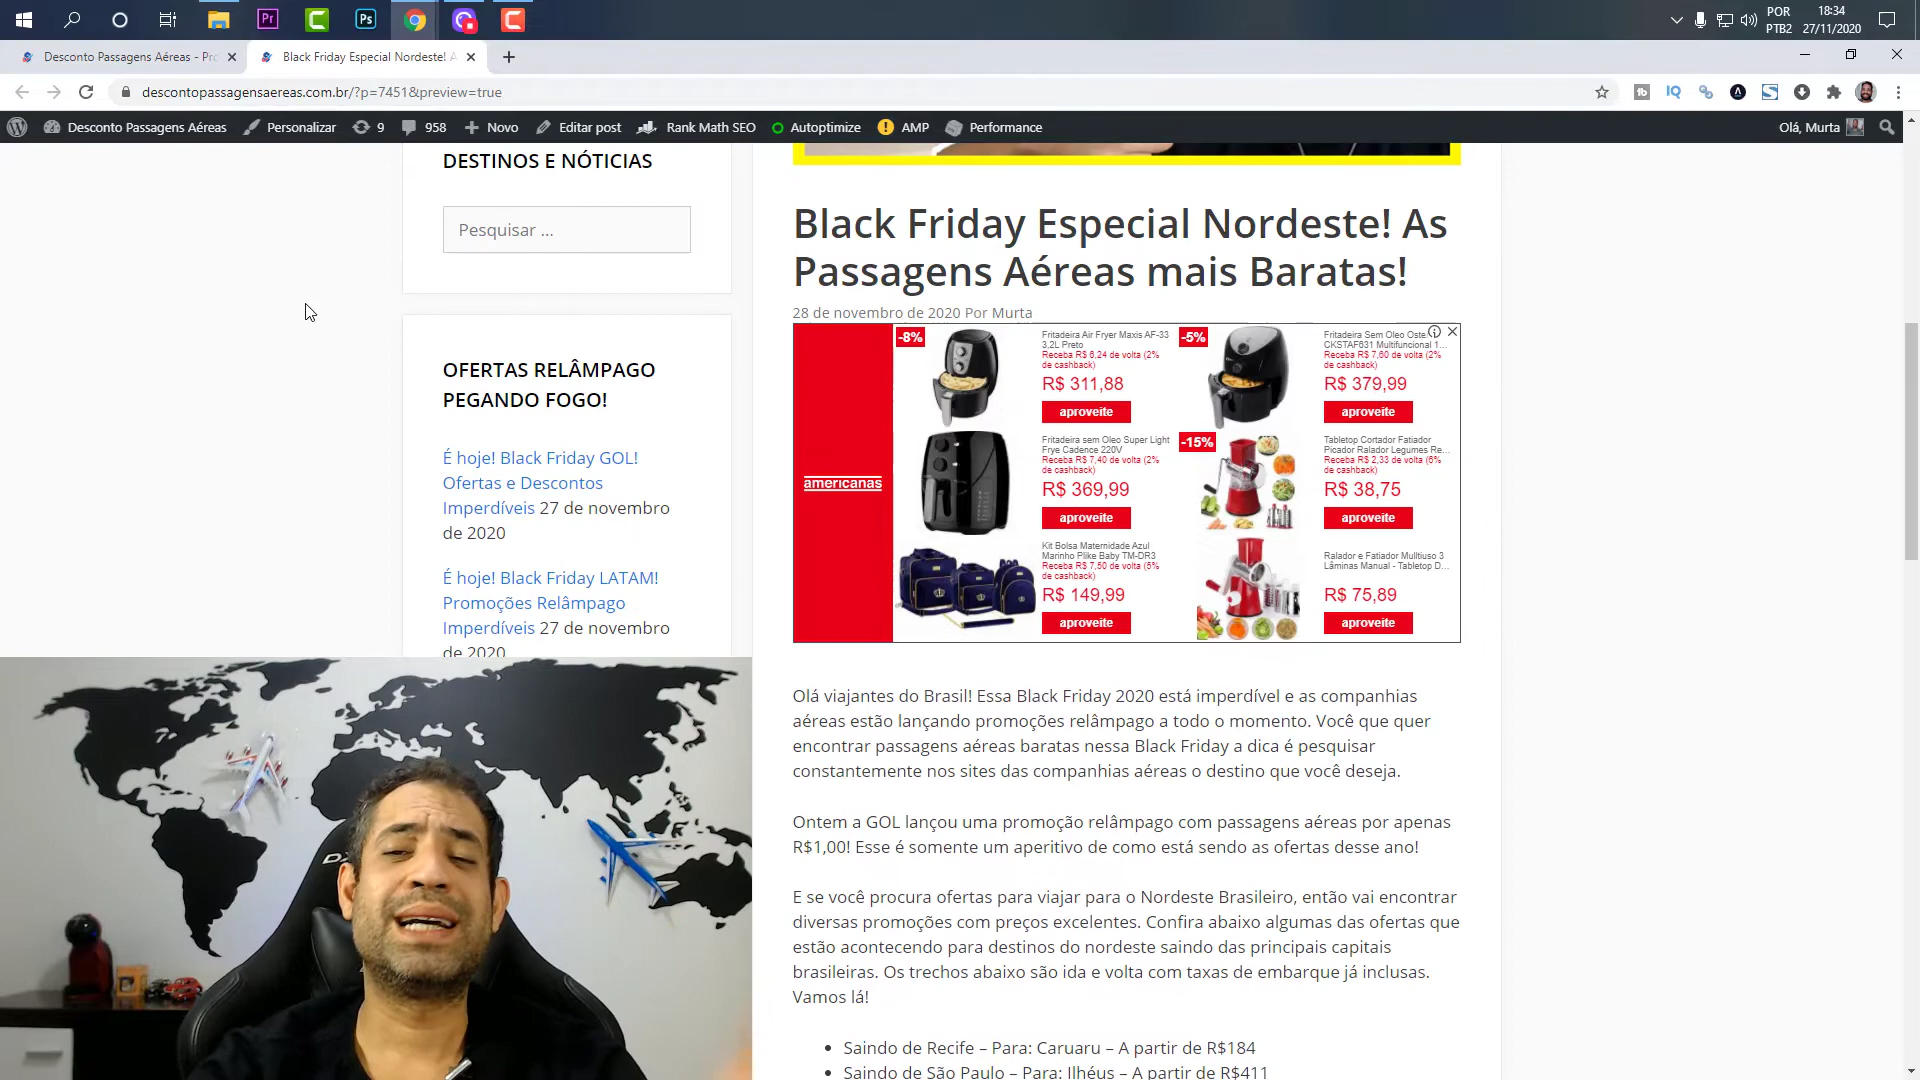 POR
PTB2
18:34
27/11/2020
Desconto Passagens Aéreas - Pro
Black Friday Especial Nordeste! A
descontopassagensaereas.com.br/?p=7451&preview=true
Desconto Passagens Aéreas
Personalizar
9
958
Novo
Editar post
Rank Math SEO
Autoptimize
AMP
Performance
Olá, Murta
DESTINOS E NÓTICIAS
Pesquisar ...
OFERTAS RELÂMPAGO
PEGANDO FOGO!
É hoje! Black Friday GOL!
Ofertas e Descontos
Imperdíveis 27 de novembro
de 2020
É hoje! Black Friday LATAM!
Promoções Relâmpago
Imperdíveis 27 de novembro
de 2020
Black Friday Especial Nordeste! As
Passagens Aéreas mais Baratas!
28 de novembro de 2020 Por Murta
americanas
-8%
Fritadeira Air Fryer Maxis AF-33
3,2L Preto
Receba R$ 6,24 de volta (2%
de cashback)
R$ 311,88
aproveite
-5%
Fritadeira Sem Oleo Oste
CKSTAF631 Multifuncional 1...
Receba R$ 7,60 de volta (2%
de cashback)
R$ 379,99
aproveite
Fritadeira sem Oleo Super Light
Frye Cadence 220V
Receba R$ 7,40 de volta (2%
de cashback)
R$ 369,99
aproveite
-15%
Tabletop Cortador Fatiador
Picador Ralador Legumes Re...
Receba R$ 2,33 de volta (6%
de cashback)
R$ 38,75
aproveite
Kit Bolsa Maternidade Azul
Marinho Plike Baby TM-DR3
Receba R$ 7,50 de volta (5%
de cashback)
R$ 149,99
aproveite
Ralador e Fatiador Multiuso 3
Lâminas Manual - Tabletop D...
R$ 75,89
aproveite
Olá viajantes do Brasil! Essa Black Friday 2020 está imperdível e as companhias
aéreas estão lançando promoções relâmpago a todo o momento. Você que quer
encontrar passagens aéreas baratas nessa Black Friday a dica é pesquisar
constantemente nos sites das companhias aéreas o destino que você deseja.
Ontem a GOL lançou uma promoção relâmpago com passagens aéreas por apenas
R$1,00! Esse é somente um aperitivo de como está sendo as ofertas desse ano!
E se você procura ofertas para viajar para o Nordeste Brasileiro, então vai encontrar
diversas promoções com preços excelentes. Confira abaixo algumas das ofertas que
estão acontecendo para destinos do nordeste saindo das principais capitais
brasileiras. Os trechos abaixo são ida e volta com taxas de embarque já inclusas.
Vamos lá!
Saindo de Recife – Para: Caruaru – A partir de R$184
Saindo de São Paulo – Para: Ilhéus – A partir de R$411